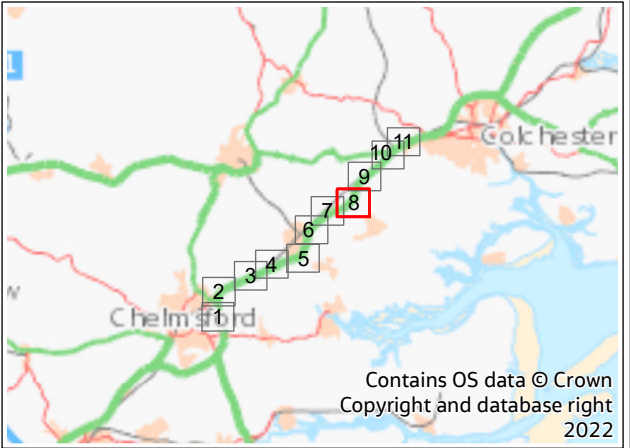 1
Colchester
11
10
9
8
7
6
5
4
3
2
w
Chelmsford
1
Contains OS data © Crown
Copyright and database right
2022